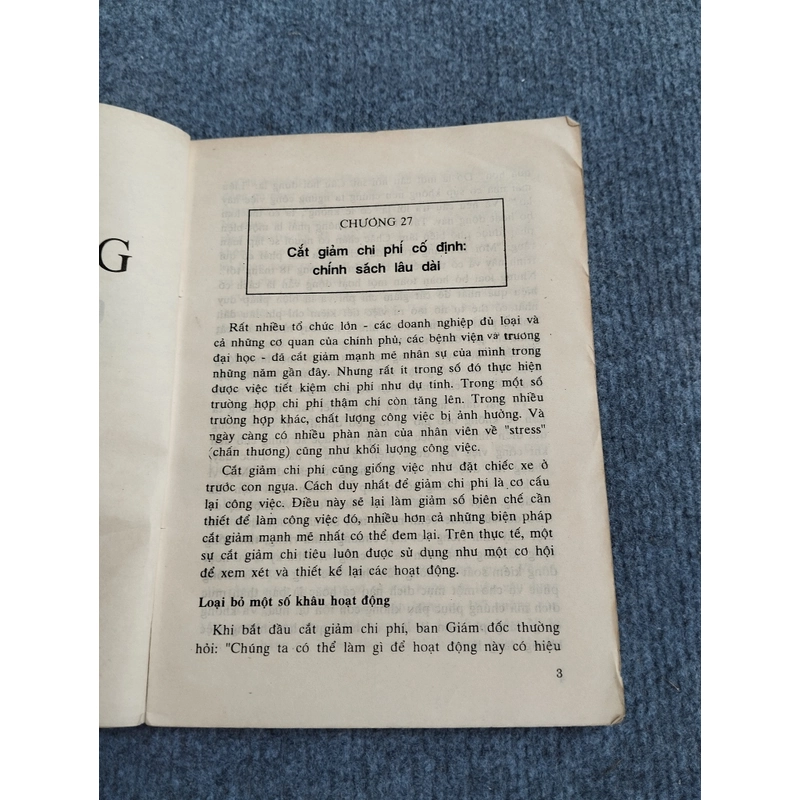 G
CHƯƠNG 27
Cắt giảm chi phí cố định:
chính sách lâu dài
Rất nhiều tổ chức lớn - các doanh nghiệp đủ loại và
cả những cơ quan của chính phủ, các bệnh viện và trường
đại học - đã cắt giảm mạnh mẽ nhân sự của mình trong
những năm gần đây. Nhưng rất ít trong số đó thực hiện
được việc tiết kiệm chi phí như dự tính. Trong một số
trường hợp chi phí thậm chí còn tăng lên. Trong nhiều
trường hợp khác, chất lượng công việc bị ảnh hưởng. Và
ngày càng có nhiều phàn nàn của nhân viên về "stress"
(chấn thương) cũng như khối lượng công việc.
Cắt giảm chi phí cũng giống việc như đặt chiếc xe ở
trước con ngựa. Cách duy nhất để giảm chi phí là cơ cấu
lại công việc. Điều này sẽ lại làm giảm số biên chế cần
thiết để làm công việc đó, nhiều hơn cả những biện pháp
cắt giảm mạnh mẽ nhất có thể đem lại. Trên thực tế, một
sự cắt giảm chi tiêu luôn được sử dụng như một cơ hội
để xem xét và thiết kế lại các hoạt động.
Loại bỏ một số khâu hoạt động
Khi bắt đầu cắt giảm chi phí, ban Giám đốc thường
hỏi: "Chúng ta có thể làm gì để hoạt động này có hiệu
3